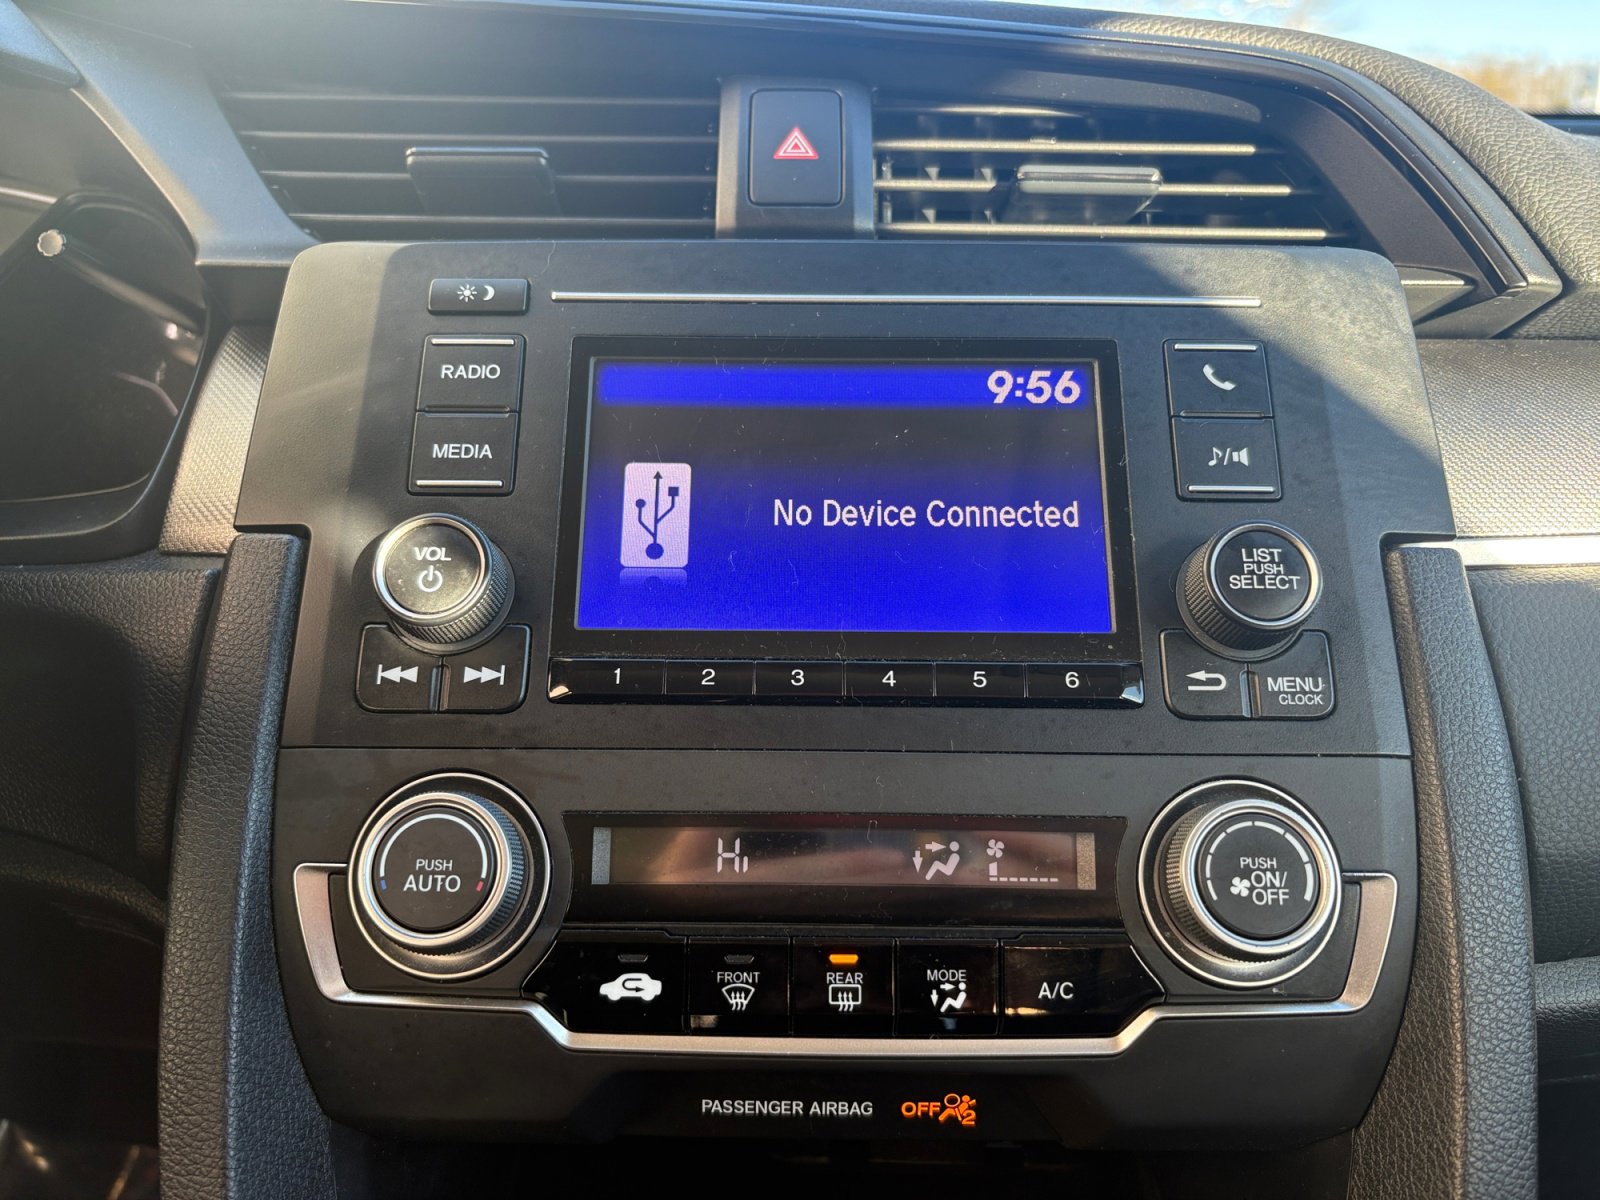 RADIO
MEDIA
9:56
No Device Connected
VOL
LIST
PUSH
SELECT
1 2 3 4 5 6
MENU
CLOCK
PUSH
AUTO
Hi
PUSH
ON/
OFF
FRONT
REAR
MODE
A/C
PASSENGER AIRBAG OFF 2